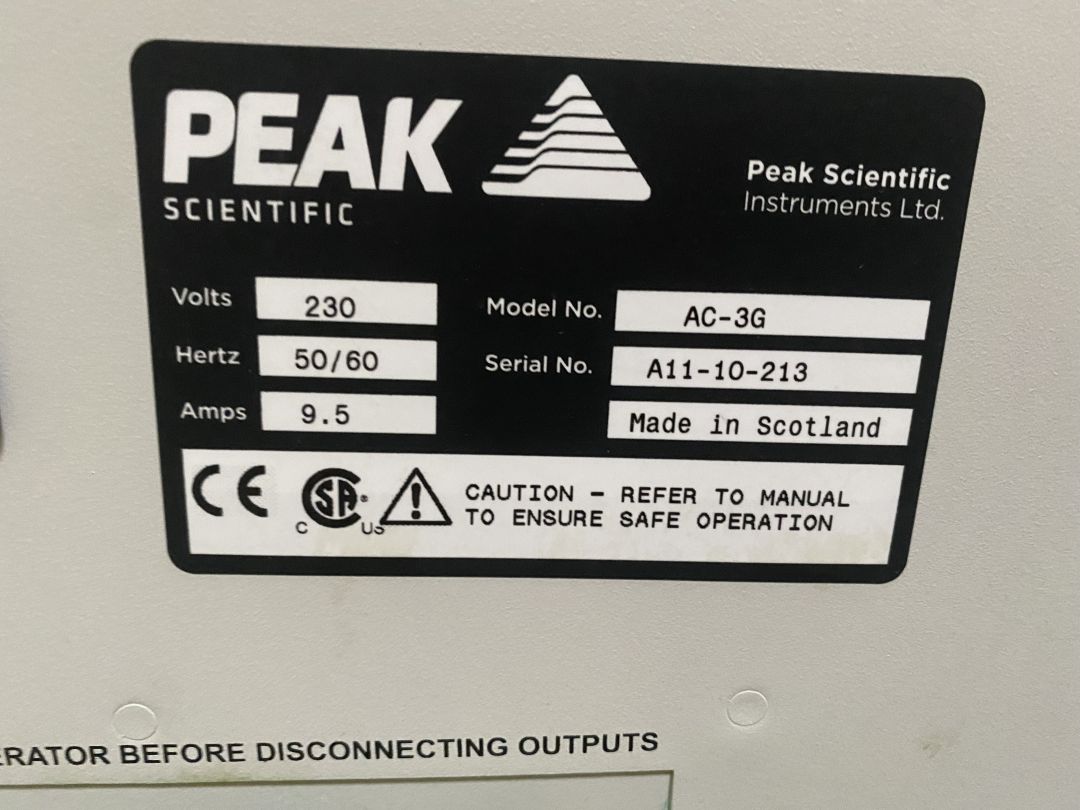 PEAK
SCIENTIFIC
Peak Scientific
Instruments Ltd.
Volts 230
Hertz 50/60
Amps 9.5
Model No. AC-3G
Serial No. A11-10-213
Made in Scotland
CE
CSA® C US
CAUTION - REFER TO MANUAL
TO ENSURE SAFE OPERATION
BEFORE DISCONNECTING OUTPUTS